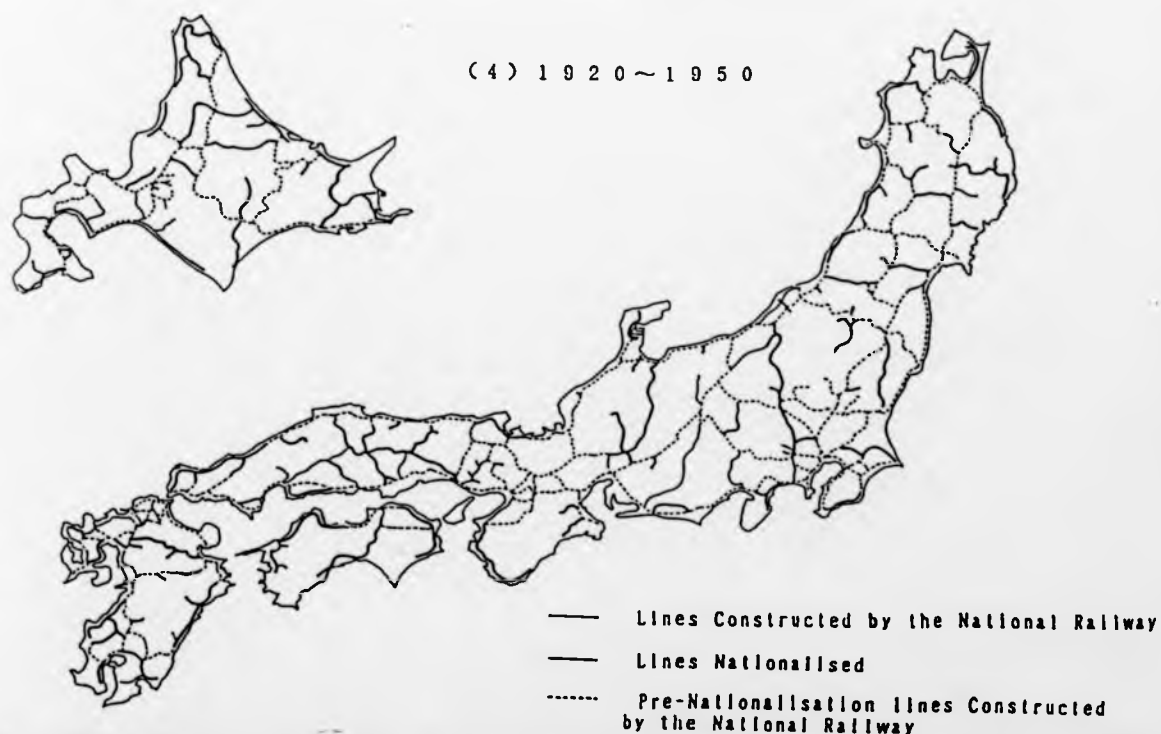 (4) 1920~1950
Lines Constructed by the National Railway
Lines Nationalised
Pre-Nationalisation lines Constructed
by the National Railway